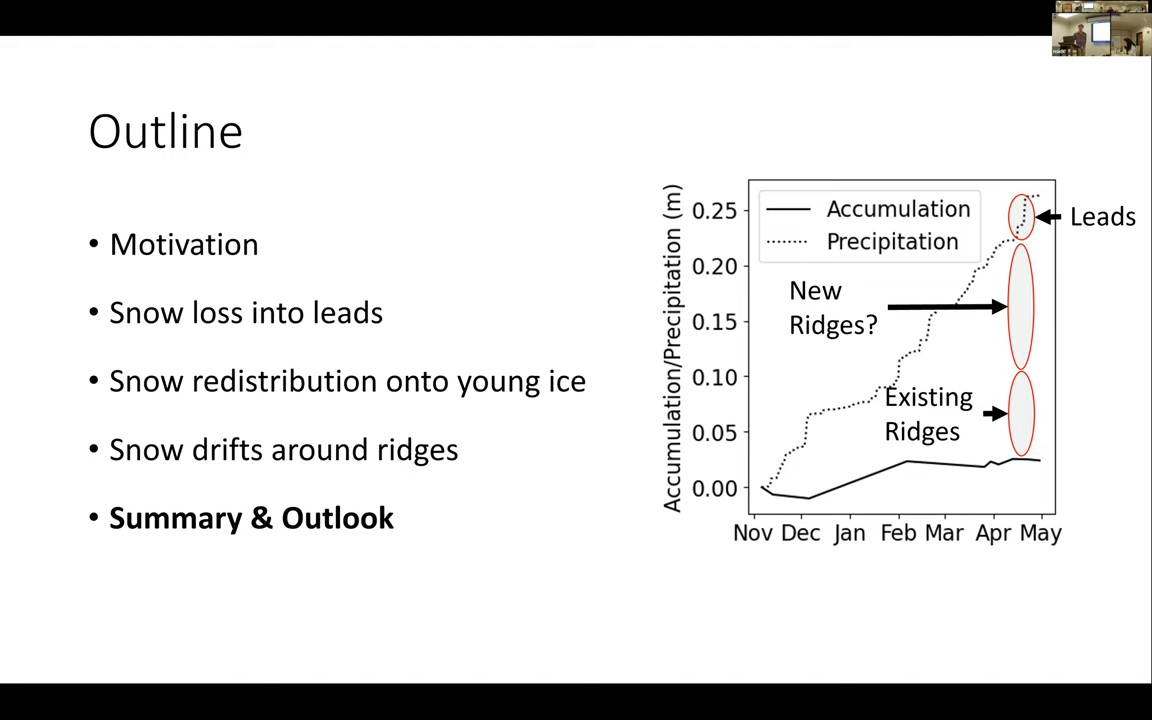 Outline
• Motivation
• Snow loss into leads
• Snow redistribution onto young ice
• Snow drifts around ridges
• Summary & Outlook
Accumulation/Precipitation (m)
0.25
0.20
0.15
0.10
0.05
0.00
Accumulation
Precipitation
Leads
New
Ridges?
Existing
Ridges
Nov Dec Jan Feb Mar Apr May